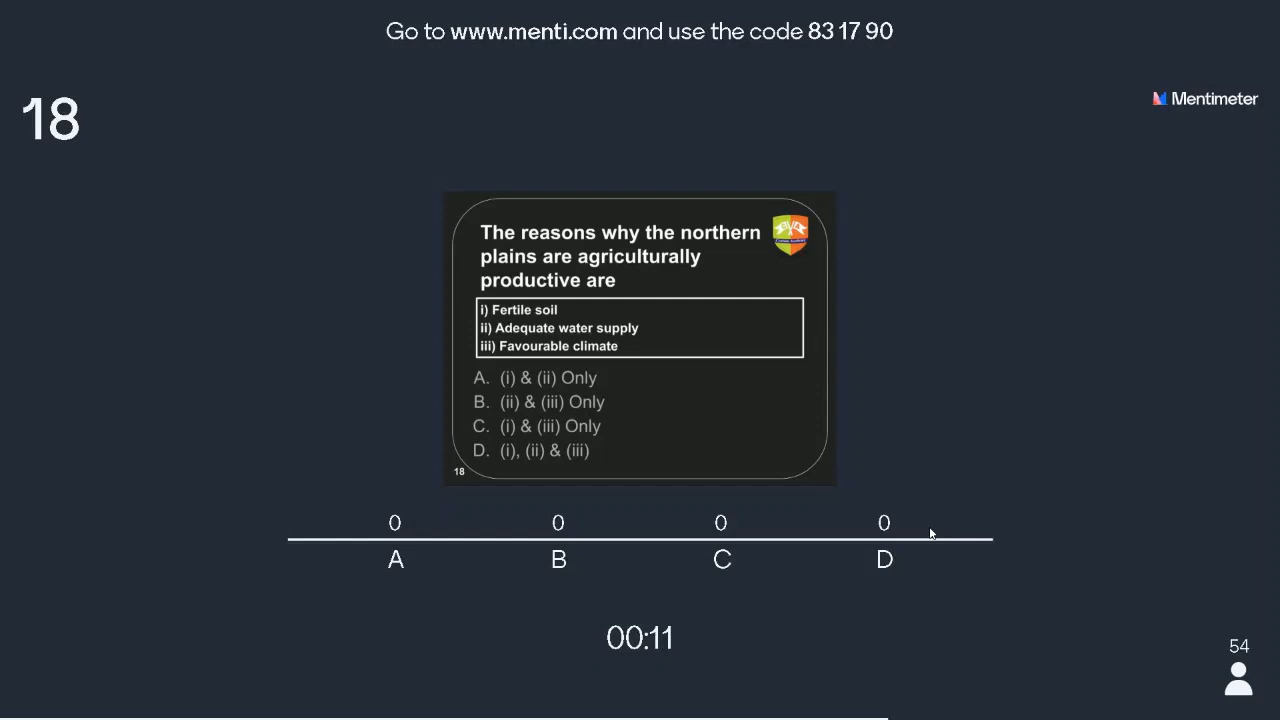 Go to www.menti.com and use the code 83 17 90
18
Mentimeter
The reasons why the northern
plains are agriculturally
productive are
i) Fertile soil
ii) Adequate water supply
iii) Favourable climate
A. (i) & (ii) Only
B. (ii) & (iii) Only
C. (i) & (iii) Only
D. (i), (ii) & (iii)
18
0 0 0 0
A B C D
00:11
54